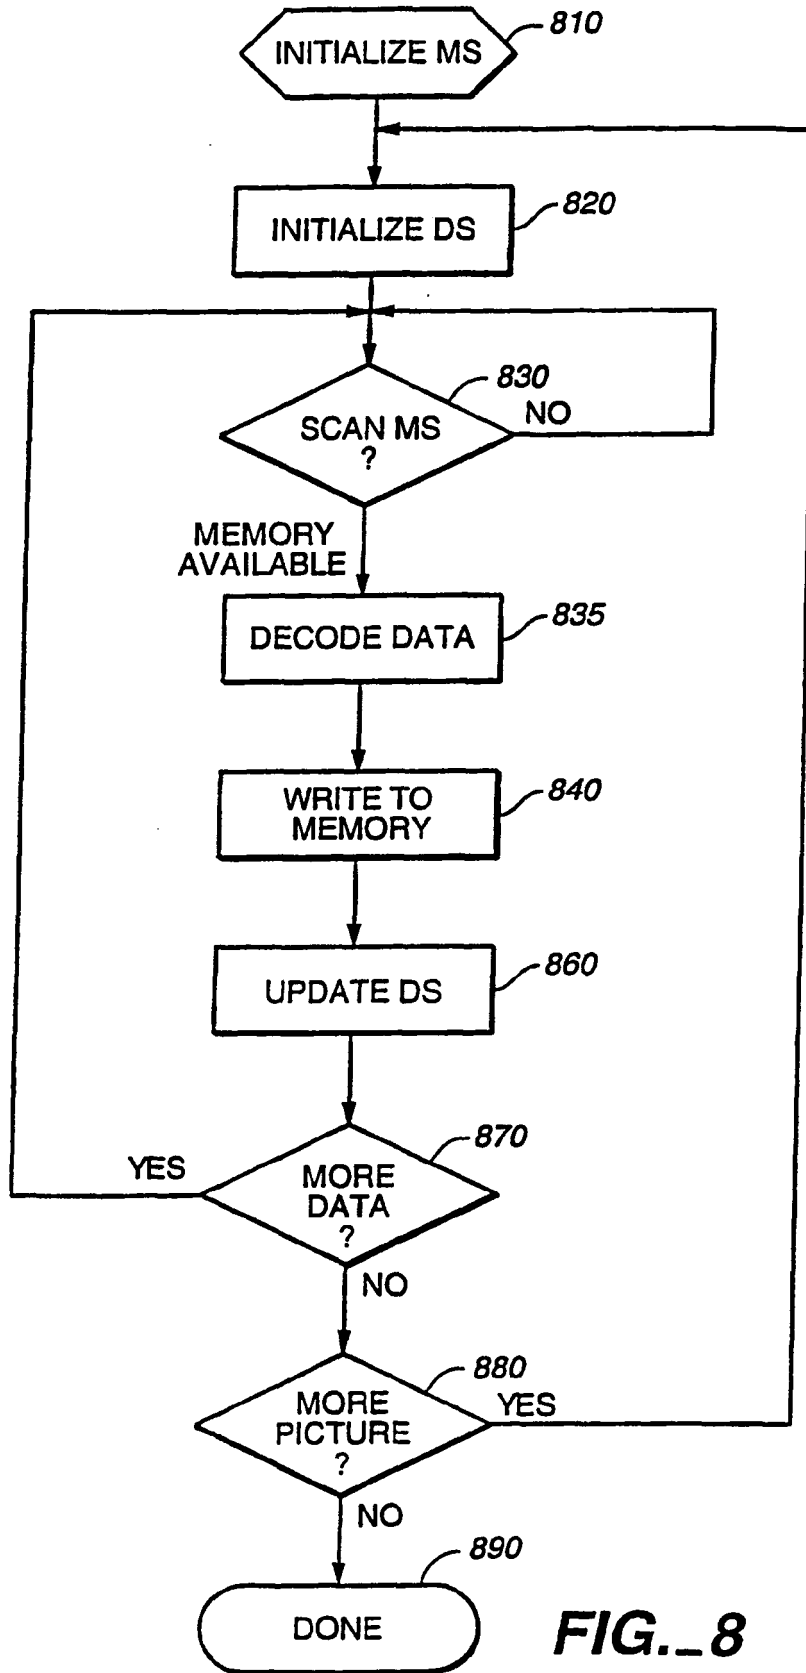 INITIALIZE MS
810
INITIALIZE DS
820
830
SCAN MS
?
NO
MEMORY
AVAILABLE
DECODE DATA
835
WRITE TO
MEMORY
840
UPDATE DS
860
870
YES
MORE
DATA
?
NO
880
MORE
PICTURE
?
YES
NO
890
DONE
FIG._8